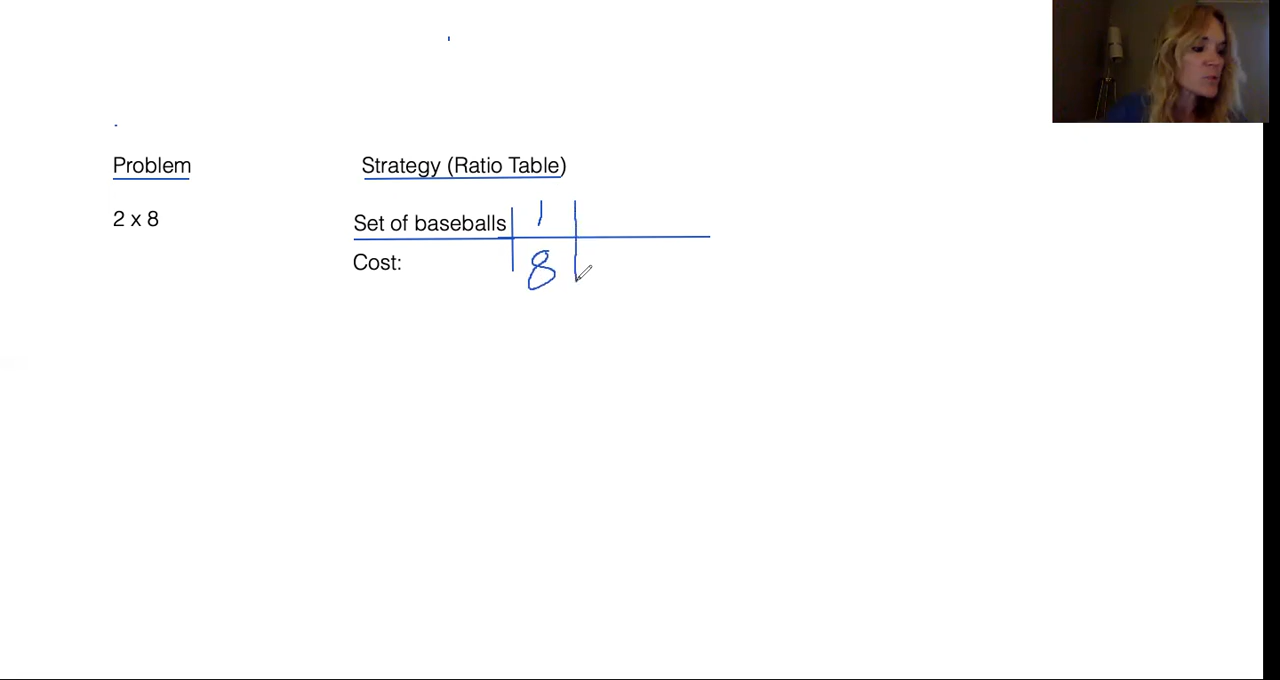 Problem Strategy (Ratio Table)
2 x 8 Set of baseballs 1
Cost: 8